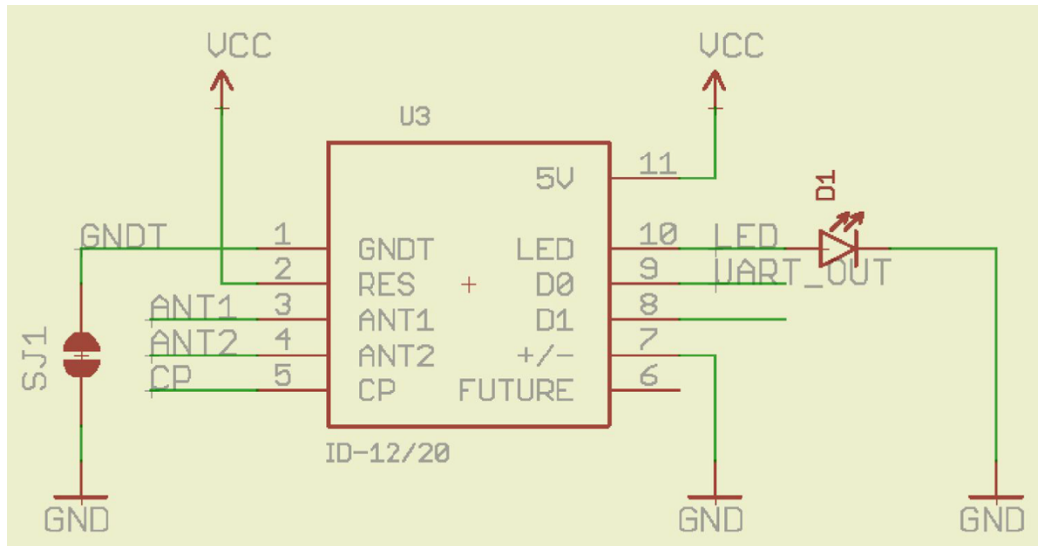 VCC
VCC
U3
5V
11
D1
GNDT
1
GNDT
LED
10
LED
2
RES
D0
9
UART_OUT
ANT1
3
ANT1
D1
8
ANT2
4
ANT2
+/-
7
CP
5
CP
FUTURE
6
SJ1
ID-12/20
GND
GND
GND